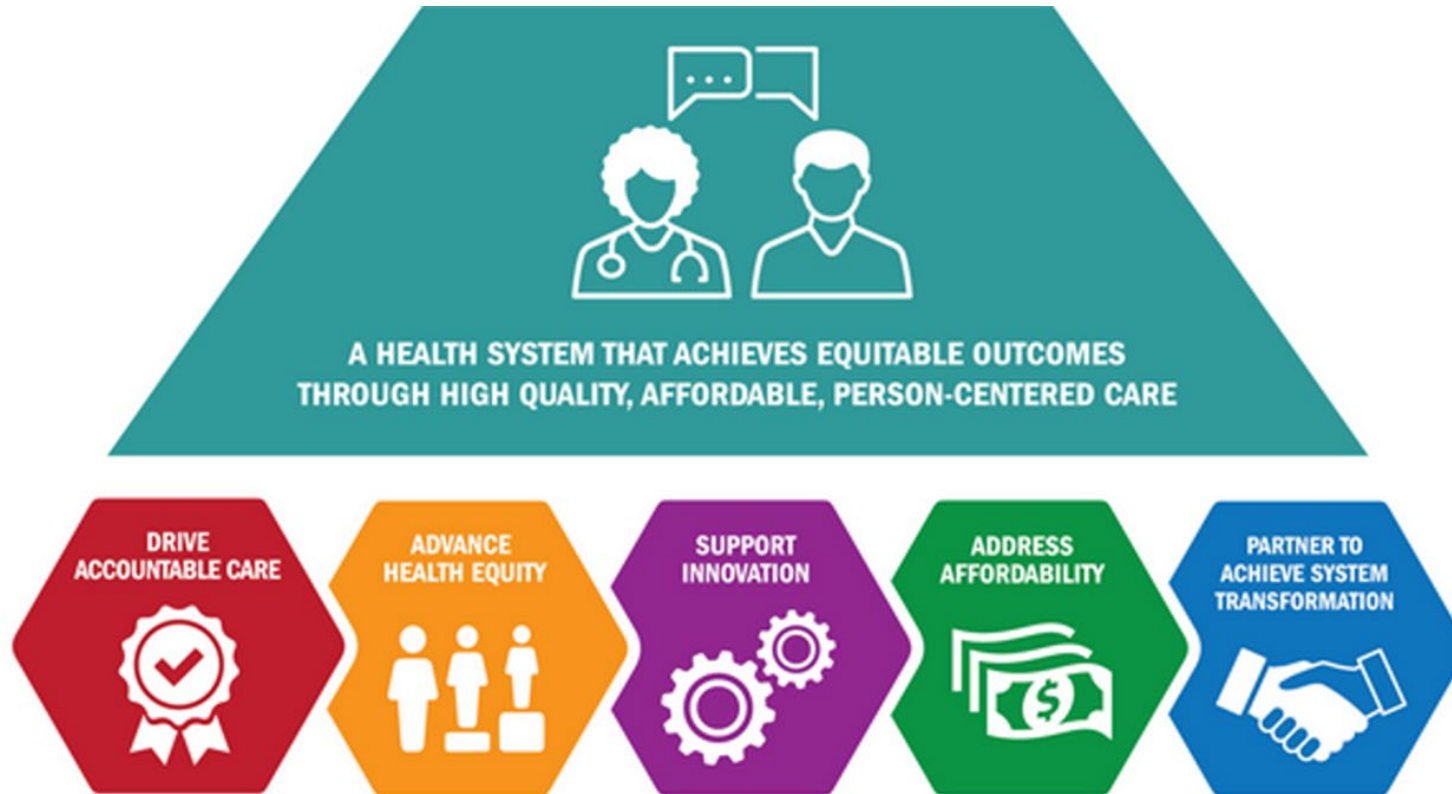 A HEALTH SYSTEM THAT ACHIEVES EQUITABLE OUTCOMES
THROUGH HIGH QUALITY, AFFORDABLE, PERSON-CENTERED CARE
DRIVE
ACCOUNTABLE CARE
ADVANCE
HEALTH EQUITY
SUPPORT
INNOVATION
ADDRESS
AFFORDABILITY
PARTNER TO
ACHIEVE SYSTEM
TRANSFORMATION
$